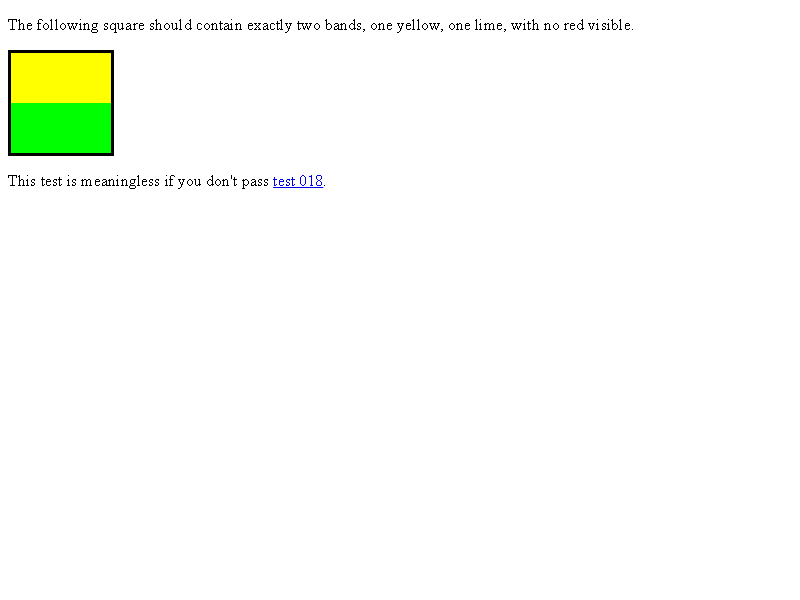 The following square should contain exactly two bands, one yellow, one lime, with no red visible.
This test is meaningless if you don't pass test 018.